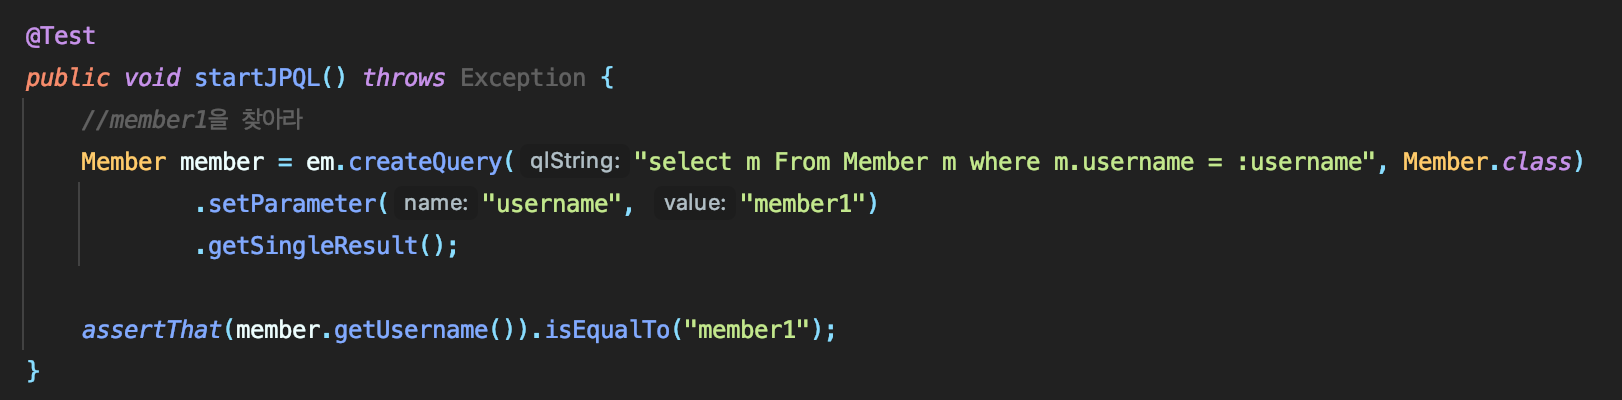 @Test
public void startJPQL() throws Exception {
//member1을 찾아라
Member member = em.createQuery( qlString: "select m From Member m where m.username = :username", Member.class)
.setParameter( name: "username", value: "member1")
.getSingleResult();
assertThat(member.getUsername()).isEqualTo("member1");
}